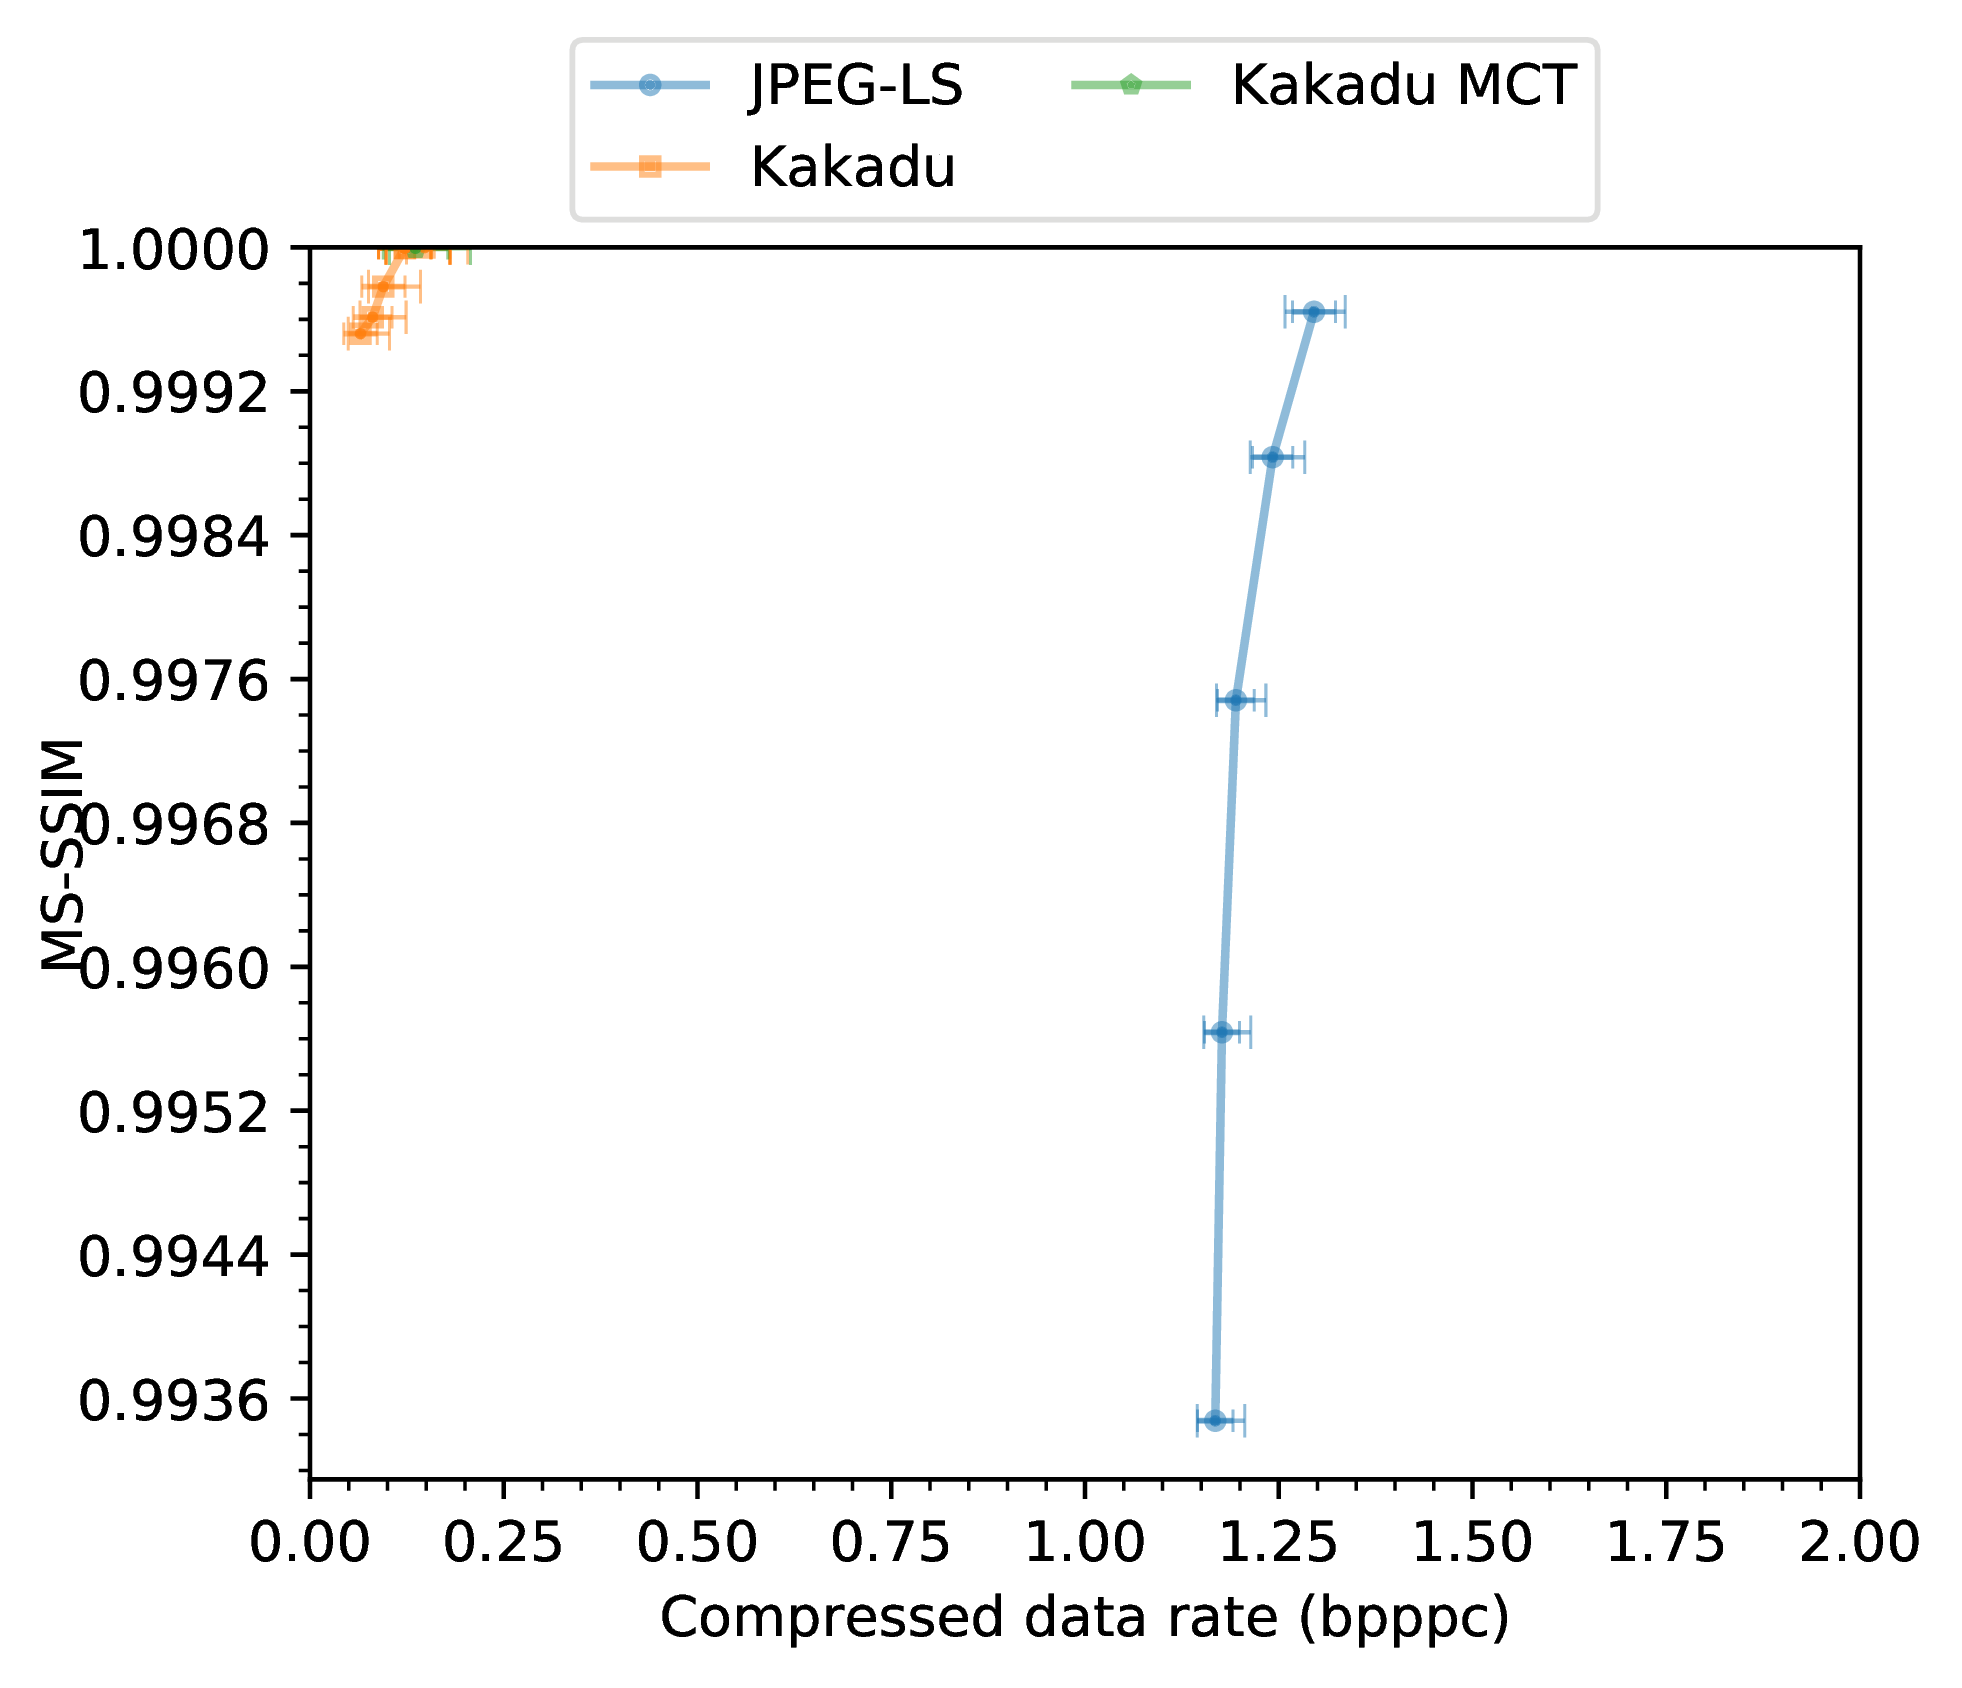 JPEG-LS
Kakadu
Kakadu MCT
1.0000
0.9992
0.9984
0.9976
0.9968
0.9960
0.9952
0.9944
0.9936
MS-SSIM
0.00 0.25 0.50 0.75 1.00 1.25 1.50 1.75 2.00
Compressed data rate (bpppc)